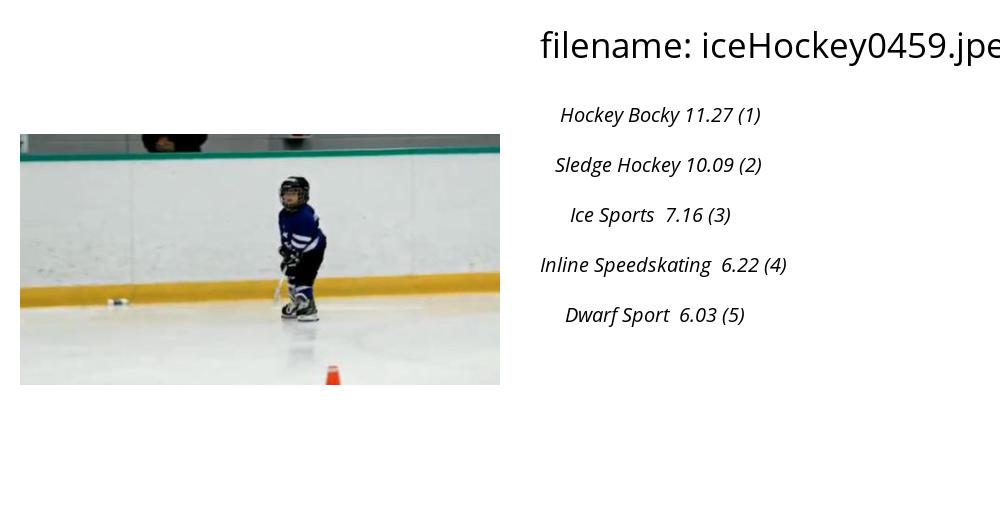 filename: iceHockey0459.jpe
Hockey Bocky 11.27 (1)
Sledge Hockey 10.09 (2)
Ice Sports 7.16 (3)
Inline Speedskating 6.22 (4)
Dwarf Sport 6.03 (5)